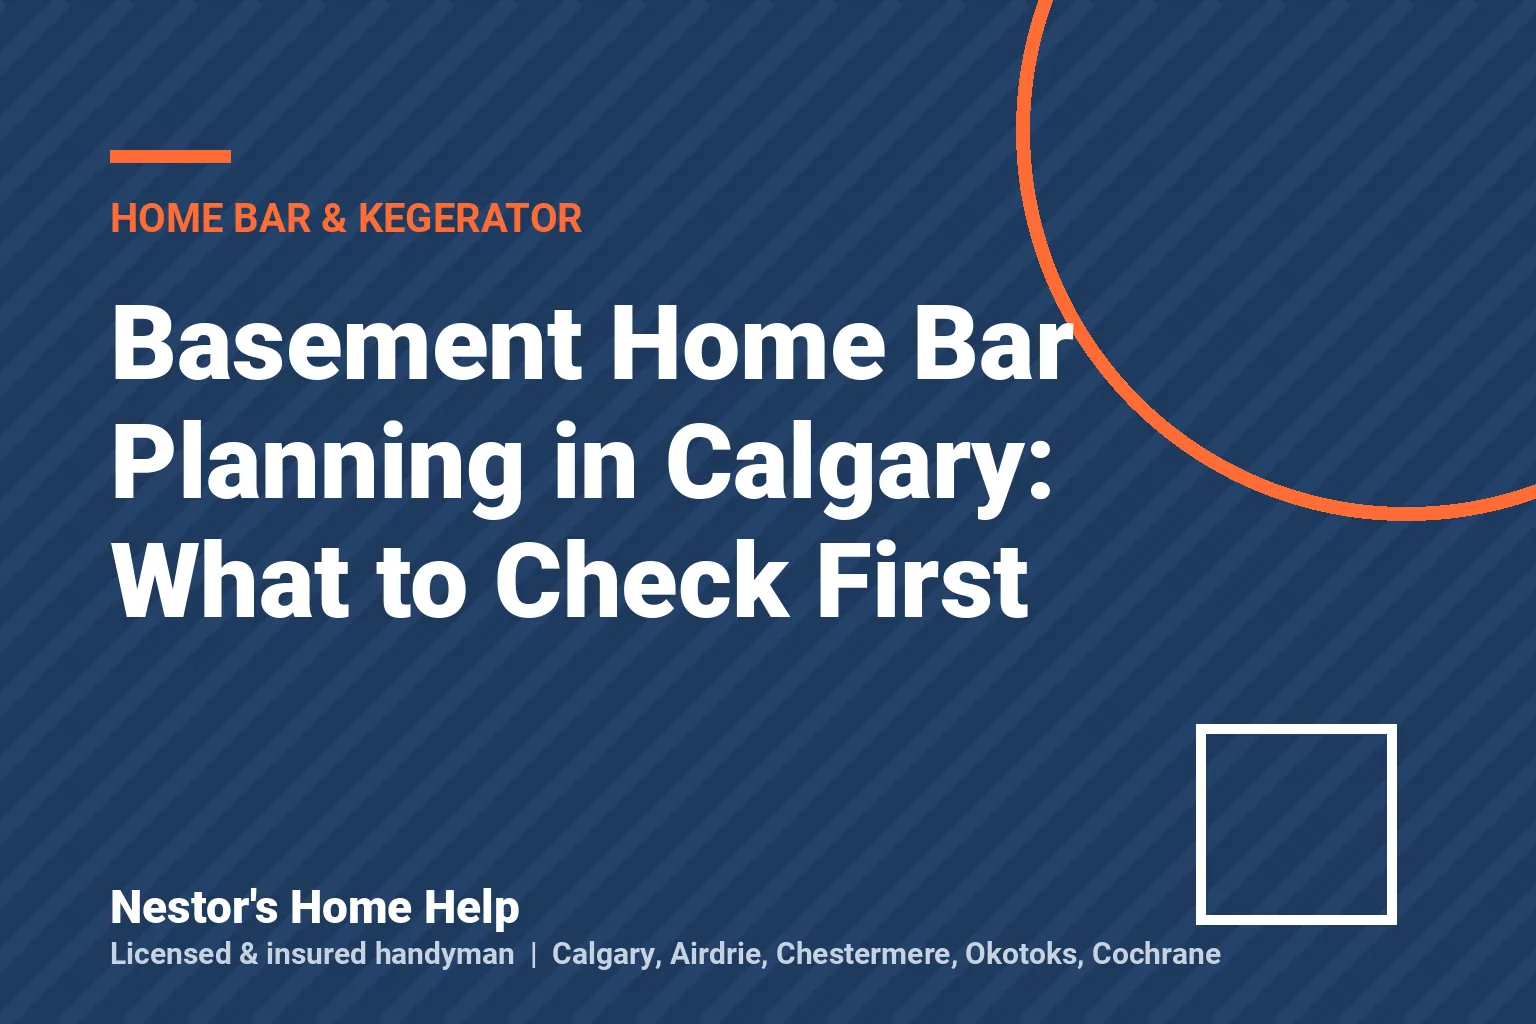 HOME BAR & KEGERATOR
Basement Home Bar
Planning in Calgary:
What to Check First
Nestor's Home Help
Licensed & insured handyman | Calgary, Airdrie, Chestermere, Okotoks, Cochrane